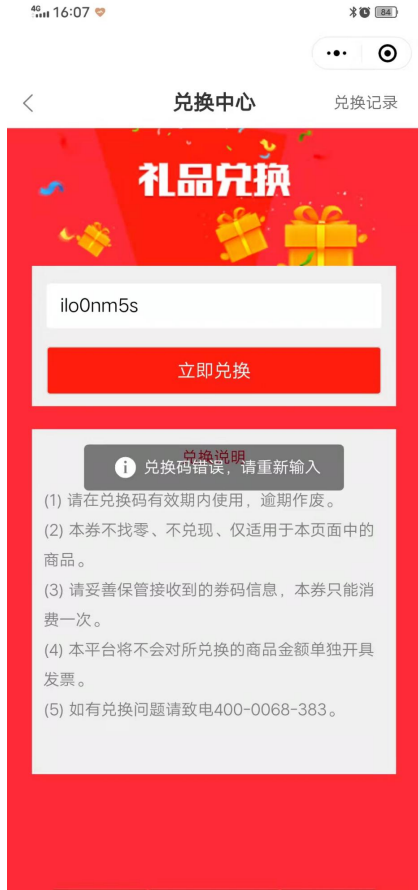 4G 16:07 84
兑换中心 兑换记录
礼品兑换
ilo0nm5s
立即兑换
兑换说明
兑换码错误，请重新输入
(1) 请在兑换码有效期内使用，逾期作废。
(2) 本券不找零、不兑现、仅适用于本页面中的
商品。
(3) 请妥善保管接收到的券码信息，本券只能消
费一次。
(4) 本平台将不会对所兑换的商品金额单独开具
发票。
(5) 如有兑换问题请致电400-0068-383。